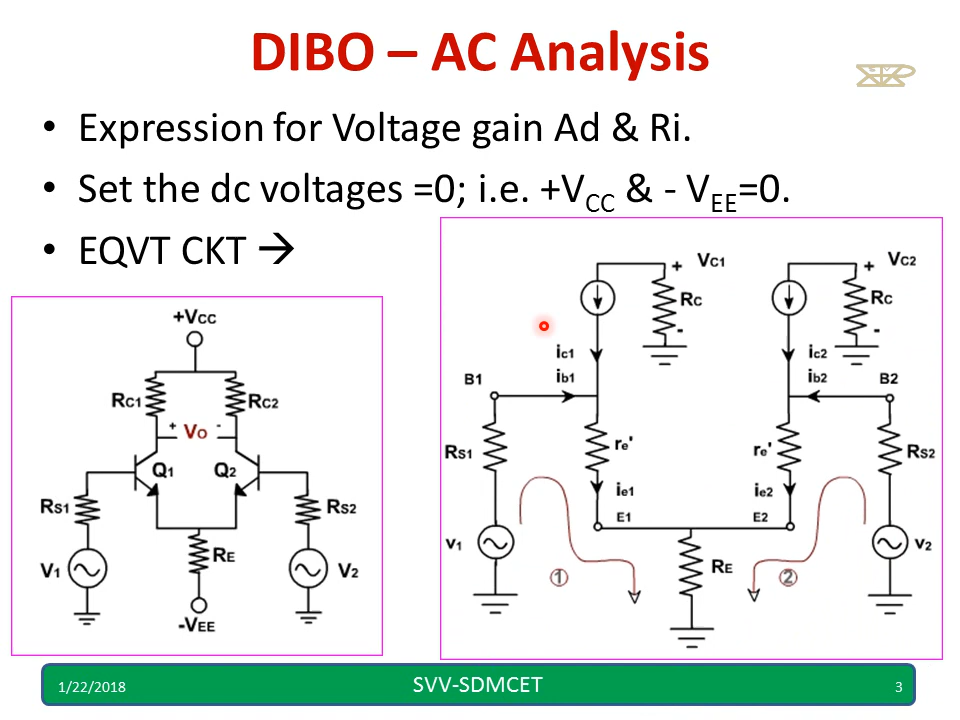 DIBO – AC Analysis
• Expression for Voltage gain Ad & Ri.
• Set the dc voltages =0; i.e. +VCC & - VEE=0.
• EQVT CKT →
+VCC
RC1
RC2
+ VO -
Q1
Q2
RS1
RS2
RE
V1
V2
-VEE
+ VC1
+ VC2
RC
RC
-
-
ic1
ic2
ib1
ib2
B1
B2
RS1
re'
re'
RS2
ie1
ie2
E1
E2
v1
v2
1
2
RE
1/22/2018
SVV-SDMCET
3